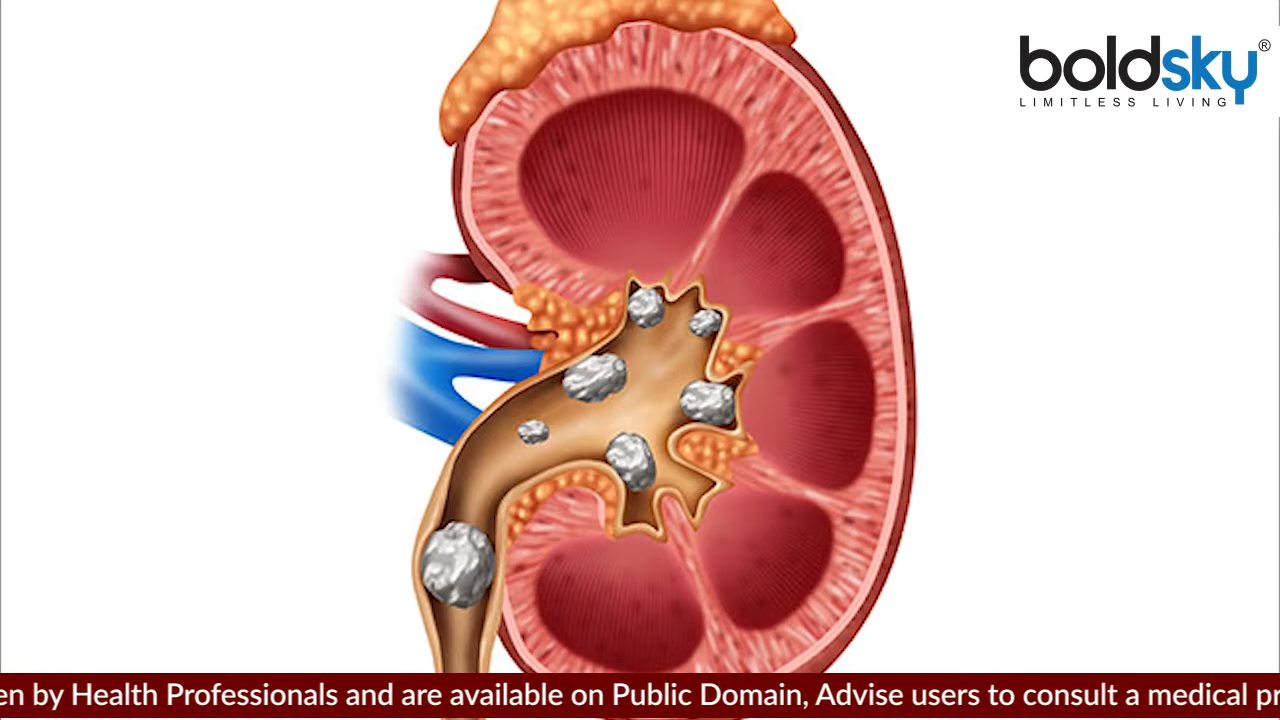 boldsky®
LIMITLESS LIVING
en by Health Professionals and are available on Public Domain, Advise users to consult a medical pr